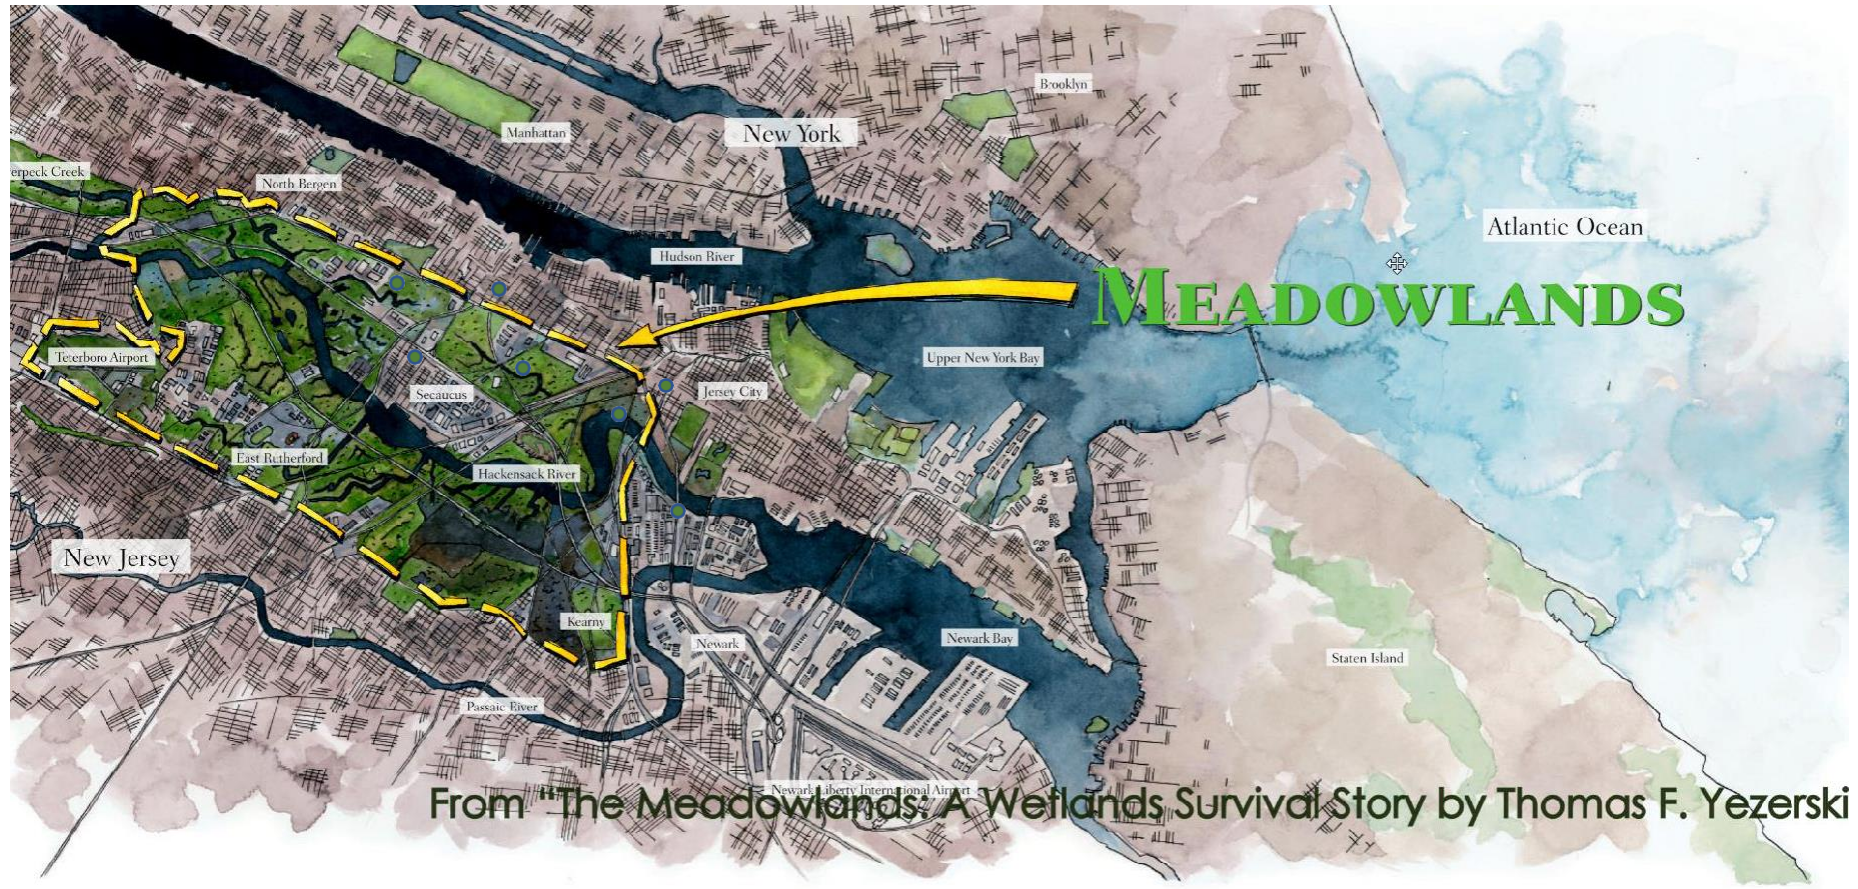 Brooklyn
Manhattan
New York
erpeck Creek
North Bergen
Atlantic Ocean
Hudson River
MEADOWLANDS
Teterboro Airport
Upper New York Bay
Secaucus
Jersey City
East Rutherford
Hackensack River
New Jersey
Kearny
Newark
Newark Bay
Staten Island
Passaic River
Newark Liberty International Airport
From "The Meadowlands: A Wetlands Survival Story by Thomas F. Yezerski